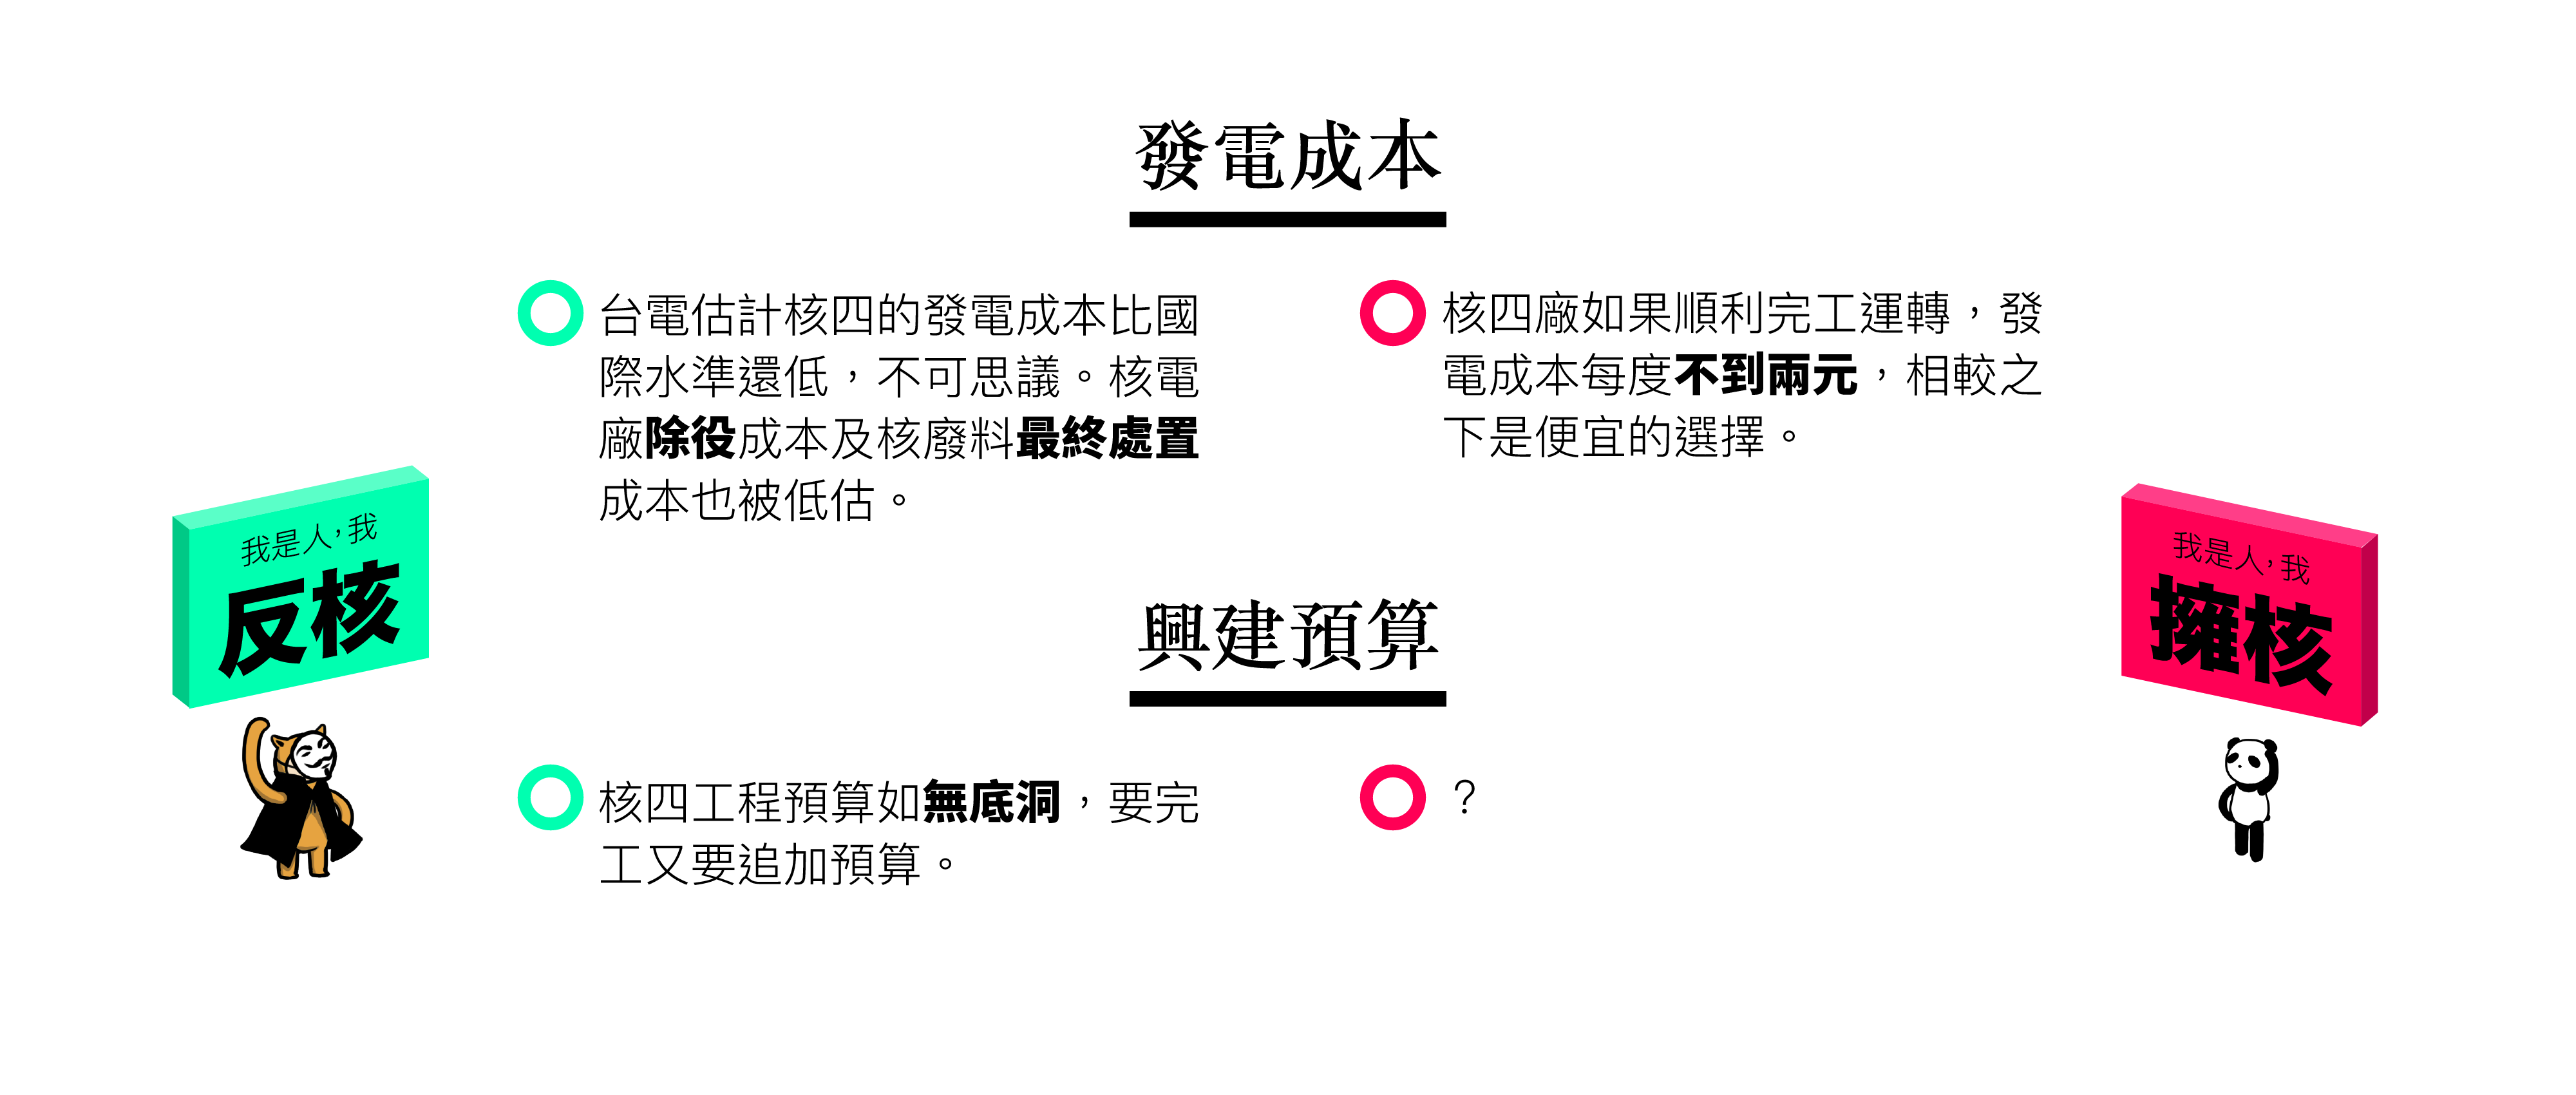 發電成本
台電估計核四的發電成本比國
際水準還低，不可思議。核電
廠除役成本及核廢料最終處置
成本也被低估。
核四廠如果順利完工運轉，發
電成本每度不到兩元，相較之
下是便宜的選擇。
我是人，我
反核
我是人，我
擁核
興建預算
核四工程預算如無底洞，要完
工又要追加預算。
？